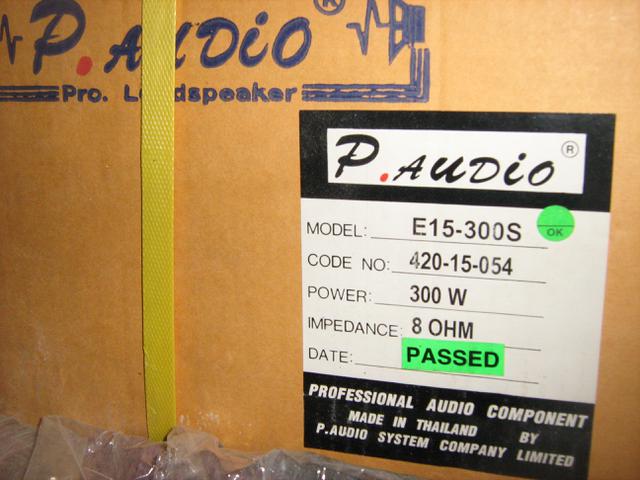 P.AUDiO ®
Pro. L dspeaker
P.AUDiO ®
MODEL: E15-300S
OK
CODE NO: 420-15-054
POWER: 300 W
IMPEDANCE: 8 OHM
DATE: PASSED
PROFESSIONAL AUDIO COMPONENT
MADE IN THAILAND BY
P.AUDIO SYSTEM COMPANY LIMITED